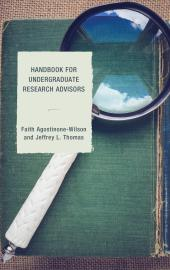 HANDBOOK FOR
UNDERGRADUATE
RESEARCH ADVISORS
Faith Agostinone-Wilson
and Jeffrey L. Thomas